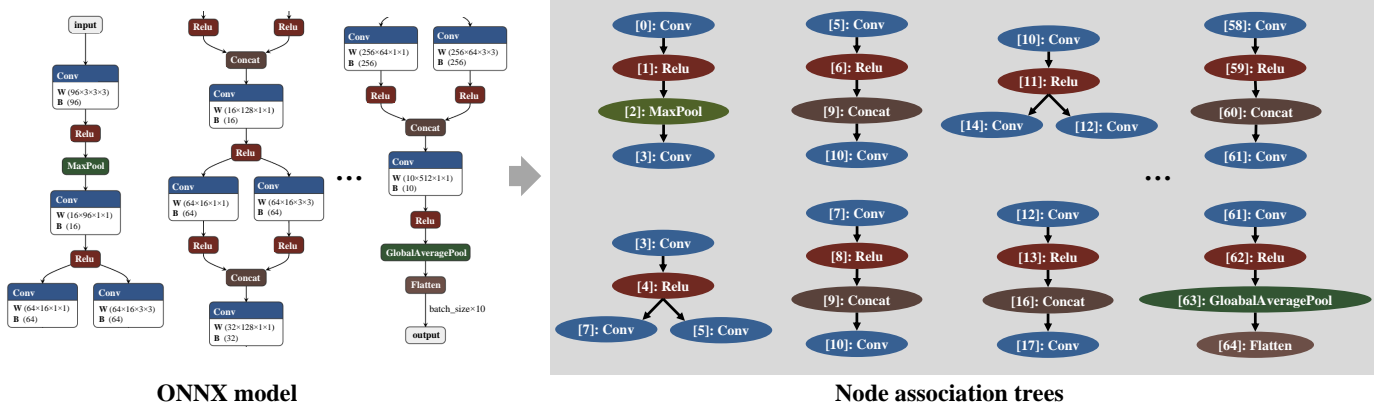 input
Conv
W (96×3×3×3)
B (96)
Relu
MaxPool
Conv
W (16×96×1×1)
B (16)
Relu
Conv
W (64×16×1×1)
B (64)
Conv
W (64×16×3×3)
B (64)
Relu
Relu
Concat
Conv
W (16×128×1×1)
B (16)
Relu
Conv
W (64×16×1×1)
B (64)
Conv
W (64×16×3×3)
B (64)
Relu
Relu
Concat
Conv
W (32×128×1×1)
B (32)
...
Conv
W (256×64×1×1)
B (256)
Conv
W (256×64×3×3)
B (256)
Relu
Relu
Concat
Conv
W (10×512×1×1)
B (10)
Relu
GlobalAveragePool
Flatten
batch_size×10
output
ONNX model
[0]: Conv
[1]: Relu
[2]: MaxPool
[3]: Conv
[5]: Conv
[6]: Relu
[9]: Concat
[10]: Conv
[10]: Conv
[11]: Relu
[14]: Conv
[12]: Conv
[58]: Conv
[59]: Relu
[60]: Concat
[61]: Conv
...
[3]: Conv
[4]: Relu
[7]: Conv
[5]: Conv
[7]: Conv
[8]: Relu
[9]: Concat
[10]: Conv
[12]: Conv
[13]: Relu
[16]: Concat
[17]: Conv
[61]: Conv
[62]: Relu
[63]: GloabalAveragePool
[64]: Flatten
Node association trees